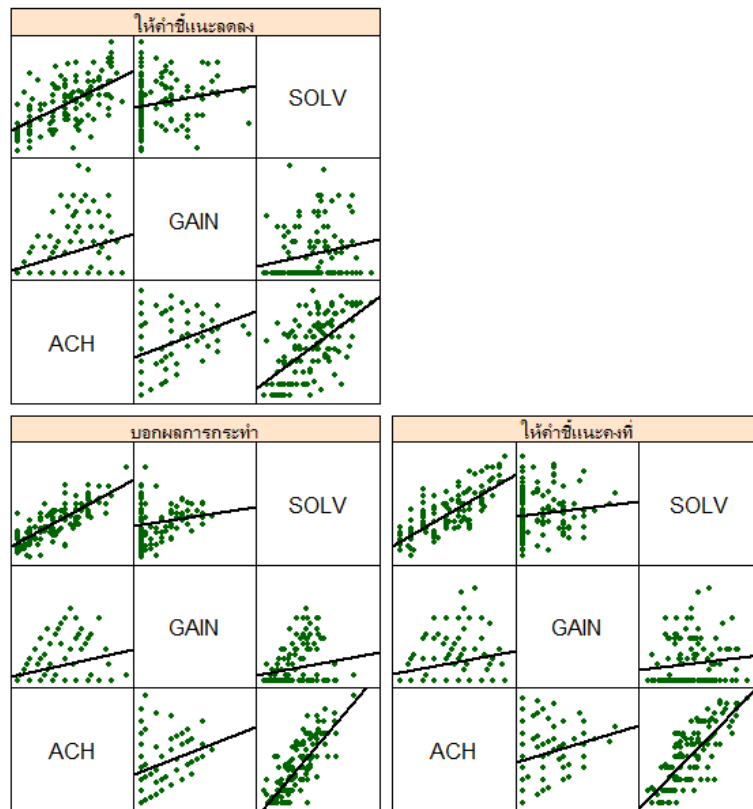 ให้คำชี้แนะลดลง
SOLV
GAIN
ACH
บอกผลการกระทำ
SOLV
GAIN
ACH
ให้คำชี้แนะคงที่
SOLV
GAIN
ACH